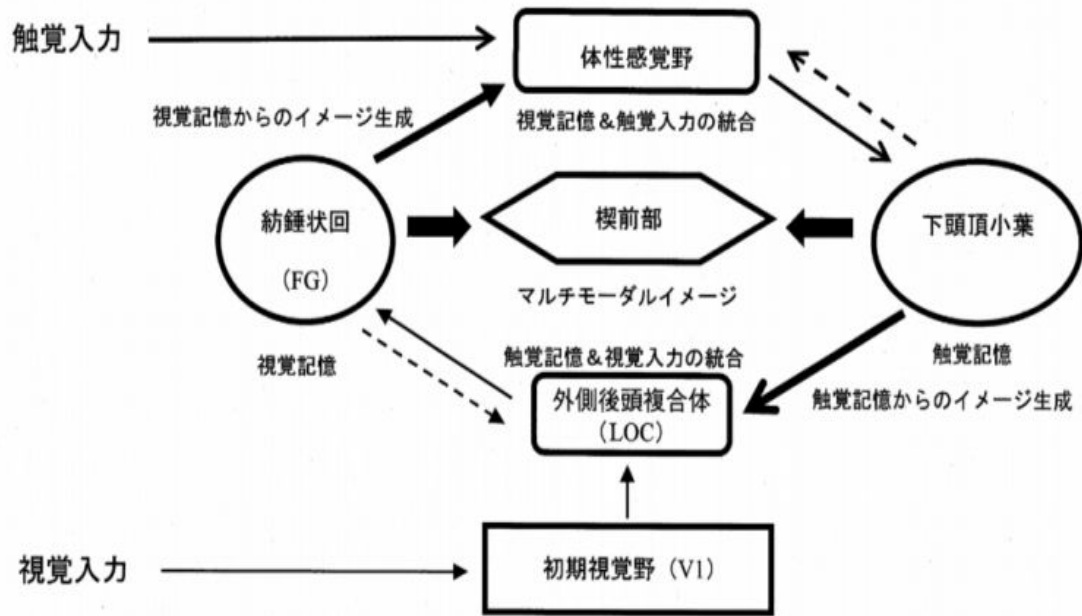 触覚入力
体性感覚野
視覚記憶からのイメージ生成
視覚記憶＆触覚入力の統合
紡錘状回
(FG)
楔前部
下頭頂小葉
マルチモーダルイメージ
視覚記憶
触覚記憶＆視覚入力の統合
触覚記憶
外側後頭複合体
(LOC)
触覚記憶からのイメージ生成
視覚入力
初期視覚野 (V1)